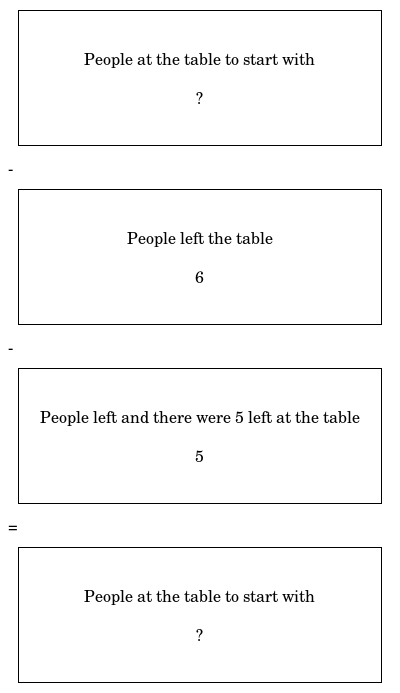 People at the table to start with
?
-
People left the table
6
-
People left and there were 5 left at the table
5
=
People at the table to start with
?